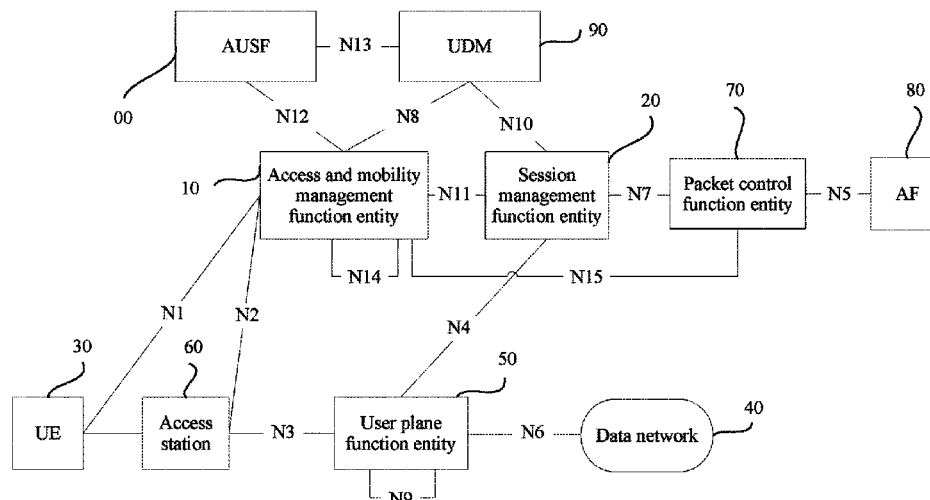 AUSF
N13
UDM
90
00
N12
N8
N10
20
70
80
10
Access and mobility
management
function entity
N11
Session
management
function entity
N7
Packet control
function entity
N5
AF
N14
N15
N1
N2
N4
30
60
50
UE
Access
station
N3
User plane
function entity
N6
Data network
40
N9